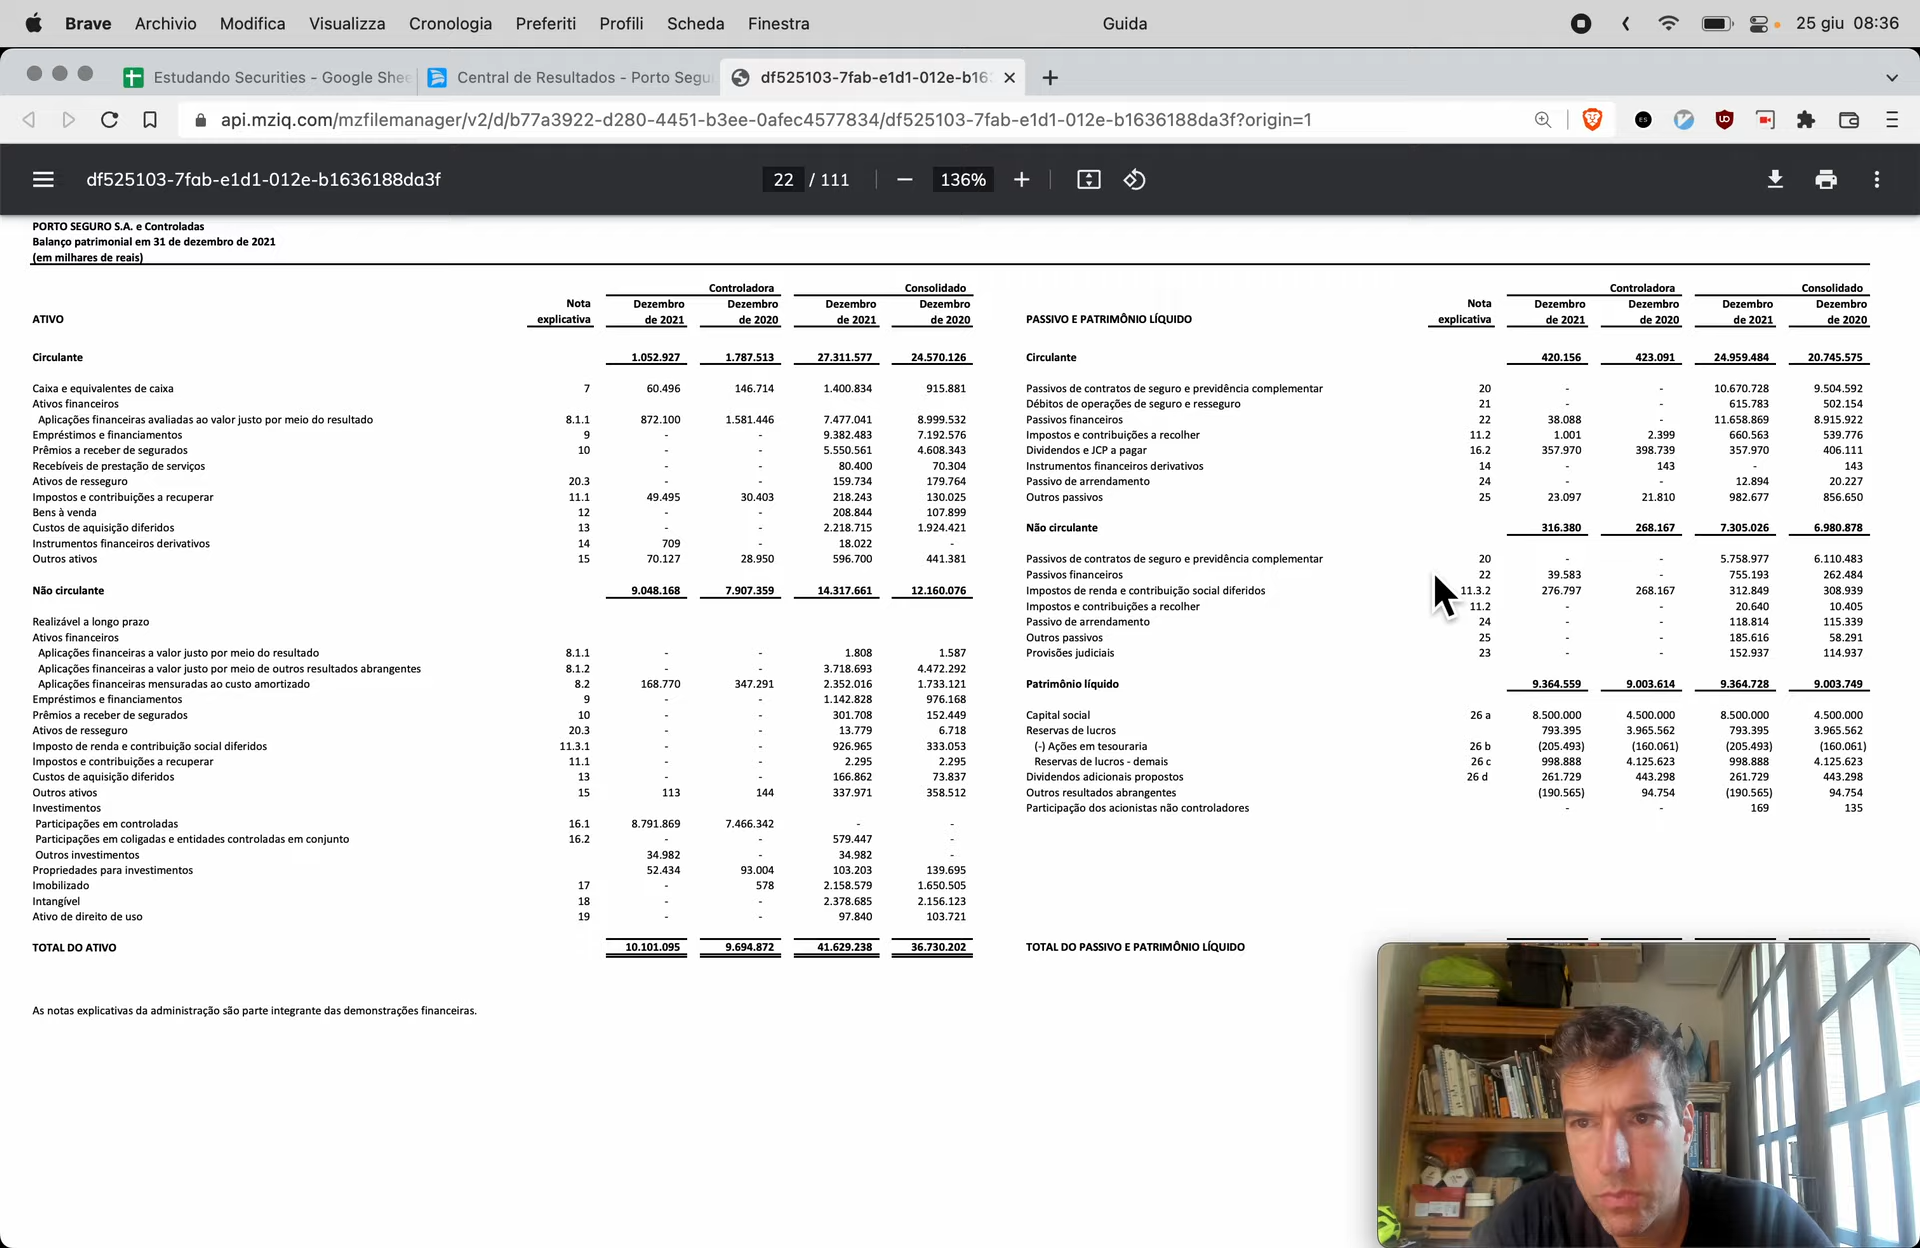 Brave Archivio Modifica Visualizza Cronologia Preferiti Profili Scheda Finestra Guida 25 giu 08:36
Estudando Securities - Google Shee Central de Resultados - Porto Segu df525103-7fab-e1d1-012e-b16
api.mziq.com/mzfilemanager/v2/d/b77a3922-d280-4451-b3ee-0afec4577834/df525103-7fab-e1d1-012e-b1636188da3f?origin=1
df525103-7fab-e1d1-012e-b1636188da3f 22 / 111 136%
PORTO SEGURO S.A. e Controladas
Balanço patrimonial em 31 de dezembro de 2021
(em milhares de reais)
Controladora Consolidado
Nota Dezembro Dezembro Dezembro Dezembro
ATIVO explicativa de 2021 de 2020 de 2021 de 2020
Circulante 1.052.927 1.787.513 27.311.577 24.570.126
Caixa e equivalentes de caixa 7 60.496 146.714 1.400.834 915.881
Ativos financeiros
Aplicações financeiras avaliadas ao valor justo por meio do resultado 8.1.1 872.100 1.581.446 7.477.041 8.999.532
Empréstimos e financiamentos 9 - - 9.382.483 7.192.576
Prêmios a receber de segurados 10 - - 5.550.561 4.608.343
Recebíveis de prestação de serviços - - 80.400 70.304
Ativos de resseguro 20.3 - - 159.734 179.764
Impostos e contribuições a recuperar 11.1 49.495 30.403 218.243 130.025
Bens à venda 12 - - 208.844 107.899
Custos de aquisição diferidos 13 - - 2.218.715 1.924.421
Instrumentos financeiros derivativos 14 709 - 18.022 -
Outros ativos 15 70.127 28.950 596.700 441.381
Não circulante 9.048.168 7.907.359 14.317.661 12.160.076
Realizável a longo prazo
Ativos financeiros
Aplicações financeiras a valor justo por meio do resultado 8.1.1 - - 1.808 1.587
Aplicações financeiras a valor justo por meio de outros resultados abrangentes 8.1.2 - - 3.718.693 4.472.292
Aplicações financeiras mensuradas ao custo amortizado 8.2 168.770 347.291 2.352.016 1.733.121
Empréstimos e financiamentos 9 - - 1.142.828 976.168
Prêmios a receber de segurados 10 - - 301.708 152.449
Ativos de resseguro 20.3 - - 13.779 6.718
Imposto de renda e contribuição social diferidos 11.3.1 - - 926.965 333.053
Impostos e contribuições a recuperar 11.1 - - 2.295 2.295
Custos de aquisição diferidos 13 - - 166.862 73.837
Outros ativos 15 113 144 337.971 358.512
Investimentos
Participações em controladas 16.1 8.791.869 7.466.342 - -
Participações em coligadas e entidades controladas em conjunto 16.2 - - 579.447 -
Outros investimentos 34.982 - 34.982 -
Propriedades para investimentos 52.434 93.004 103.203 139.695
Imobilizado 17 - 578 2.158.579 1.650.505
Intangível 18 - - 2.378.685 2.156.123
Ativo de direito de uso 19 - - 97.840 103.721
TOTAL DO ATIVO 10.101.095 9.694.872 41.629.238 36.730.202
As notas explicativas da administração são parte integrante das demonstrações financeiras.
Controladora Consolidado
Nota Dezembro Dezembro Dezembro Dezembro
PASSIVO E PATRIMÔNIO LÍQUIDO explicativa de 2021 de 2020 de 2021 de 2020
Circulante 420.156 423.091 24.959.484 20.745.575
Passivos de contratos de seguro e previdência complementar 20 - - 10.670.728 9.504.592
Débitos de operações de seguro e resseguro 21 - - 615.783 502.154
Passivos financeiros 22 38.088 - 11.658.869 8.915.922
Impostos e contribuições a recolher 11.2 1.001 2.399 660.563 539.776
Dividendos e JCP a pagar 16.2 357.970 398.739 357.970 406.111
Instrumentos financeiros derivativos 14 - 143 - 143
Passivo de arrendamento 24 - - 12.894 20.227
Outros passivos 25 23.097 21.810 982.677 856.650
Não circulante 316.380 268.167 7.305.026 6.980.878
Passivos de contratos de seguro e previdência complementar 20 - - 5.758.977 6.110.483
Passivos financeiros 22 39.583 - 755.193 262.484
Impostos de renda e contribuição social diferidos 11.3.2 276.797 268.167 312.849 308.939
Impostos e contribuições a recolher 11.2 - - 20.640 10.405
Passivo de arrendamento 24 - - 118.814 115.339
Outros passivos 25 - - 185.616 58.291
Provisões judiciais 23 - - 152.937 114.937
Patrimônio líquido 9.364.559 9.003.614 9.364.728 9.003.749
Capital social 26 a 8.500.000 4.500.000 8.500.000 4.500.000
Reservas de lucros 793.395 3.965.562 793.395 3.965.562
(-) Ações em tesouraria 26 b (205.493) (160.061) (205.493) (160.061)
Reservas de lucros - demais 26 c 998.888 4.125.623 998.888 4.125.623
Dividendos adicionais propostos 26 d 261.729 443.298 261.729 443.298
Outros resultados abrangentes (190.565) 94.754 (190.565) 94.754
Participação dos acionistas não controladores - - 169 135
TOTAL DO PASSIVO E PATRIMÔNIO LÍQUIDO